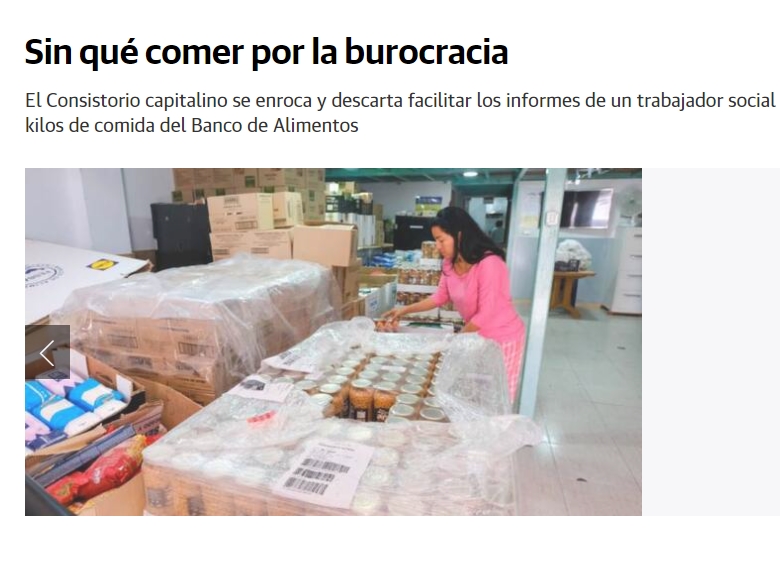 Sin qué comer por la burocracia
El Consistorio capitalino se enroca y descarta facilitar los informes de un trabajador social
kilos de comida del Banco de Alimentos